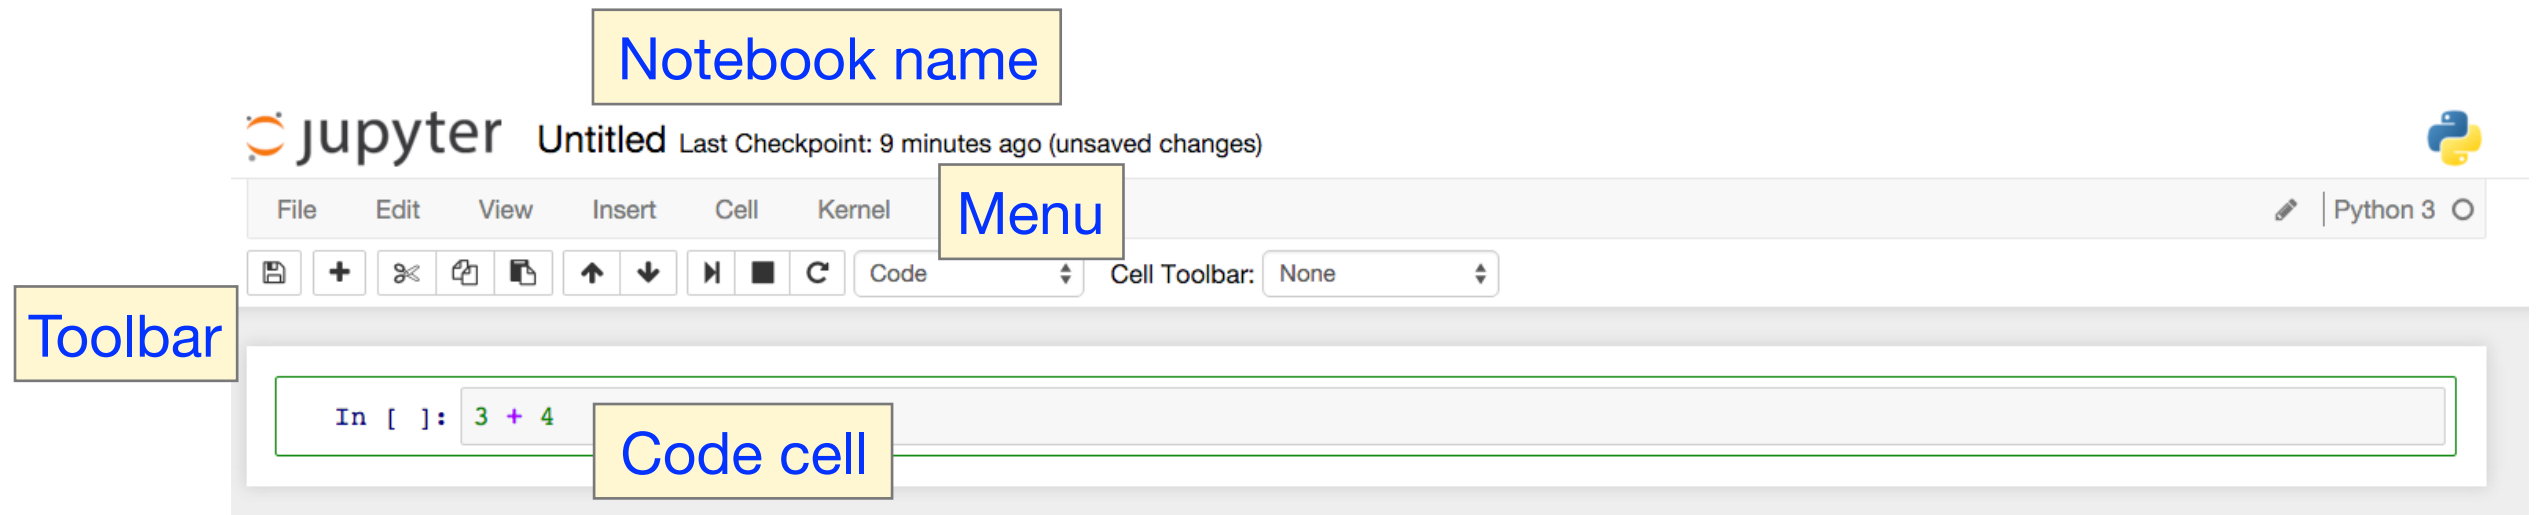 Notebook name
jupyter Untitled Last Checkpoint: 9 minutes ago (unsaved changes)
File Edit View Insert Cell Kernel Menu Python 3
Code Cell Toolbar: None
Toolbar
In [ ]: 3 + 4
Code cell